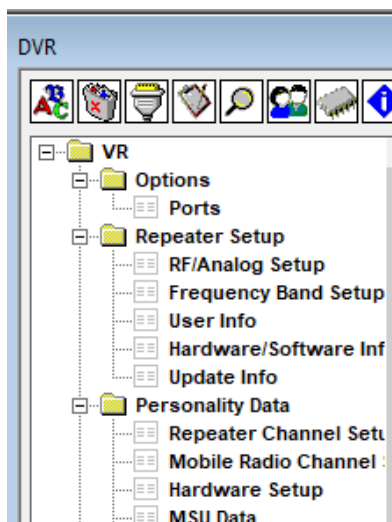 DVR
VR
Options
Ports
Repeater Setup
RF/Analog Setup
Frequency Band Setup
User Info
Hardware/Software Inf
Update Info
Personality Data
Repeater Channel Setu
Mobile Radio Channel
Hardware Setup
MSU Data